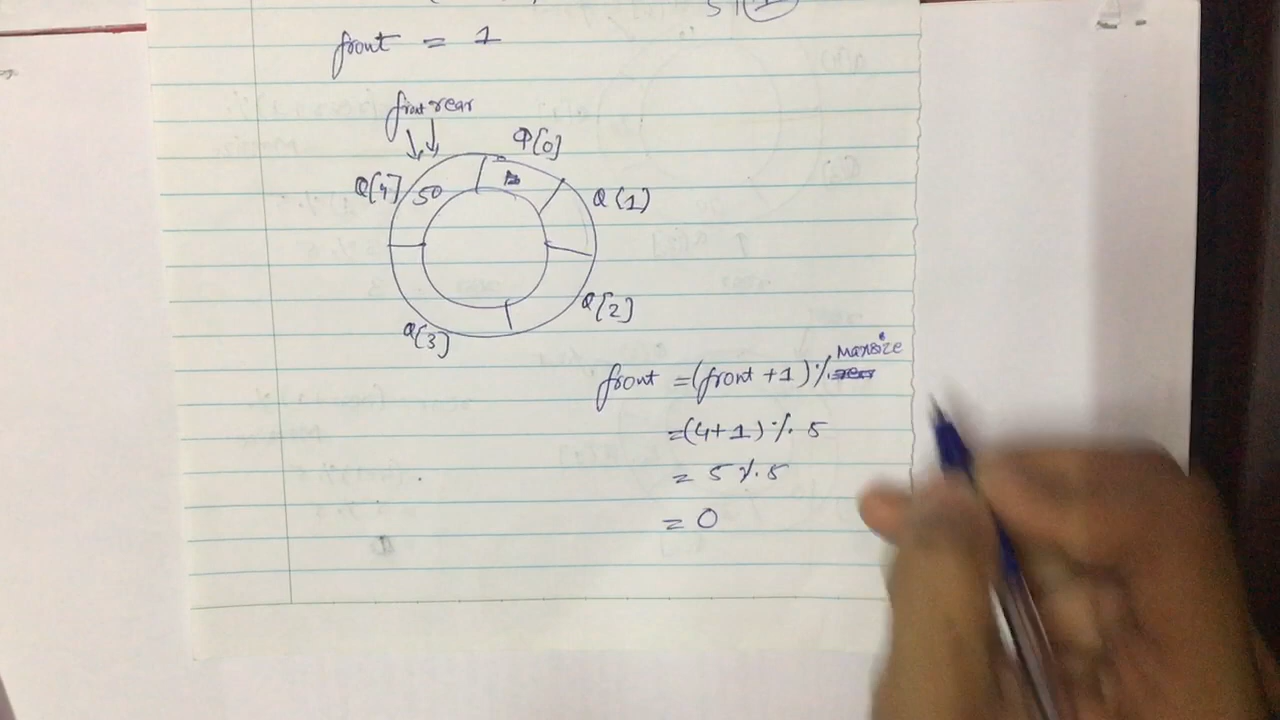 front = 1
front rear
Q[0]
Q[4] 50
Q(1)
Q[2]
Q[3]
Maxsize
front =(front +1)%
=(4+1)%. 5
= 5 %. 5
= 0